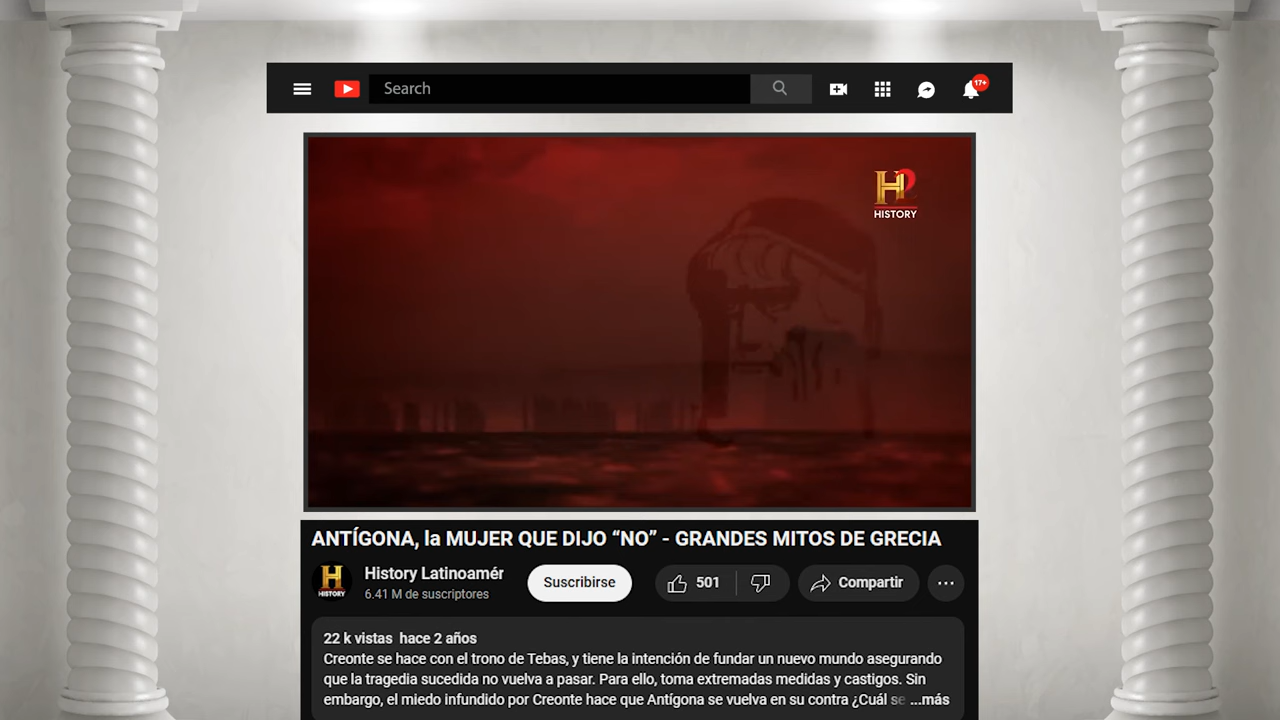 Search
17+
H2
HISTORY
ANTÍGONA, la MUJER QUE DIJO “NO” - GRANDES MITOS DE GRECIA
H
HISTORY
History Latinoamér
6.41 M de suscriptores
Suscribirse
501
Compartir
22 k vistas hace 2 años
Creonte se hace con el trono de Tebas, y tiene la intención de fundar un nuevo mundo asegurando
que la tragedia sucedida no vuelva a pasar. Para ello, toma extremadas medidas y castigos. Sin
embargo, el miedo infundido por Creonte hace que Antígona se vuelva en su contra ¿Cuál se ...más